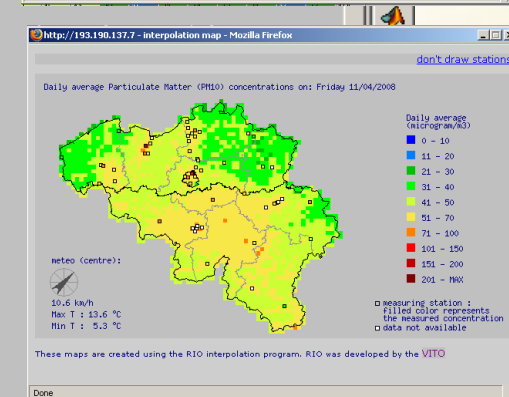 http://193.190.137.7 - interpolation map - Mozilla Firefox
don't draw stations
Daily average Particulate Matter (PM10) concentrations on: Friday 11/04/2008
Daily average
(microgram/m3)
0 - 10
11 - 20
21 - 30
31 - 40
41 - 50
51 - 70
71 - 100
101 - 150
151 - 200
201 - MAX
meteo (centre):
10.6 km/h
Max T : 13.6 °C
Min T : 5.3 °C
measuring station :
filled color represents
the measured concentration
data not available
These maps are created using the RIO interpolation program. RIO was developed by the VITO
Done